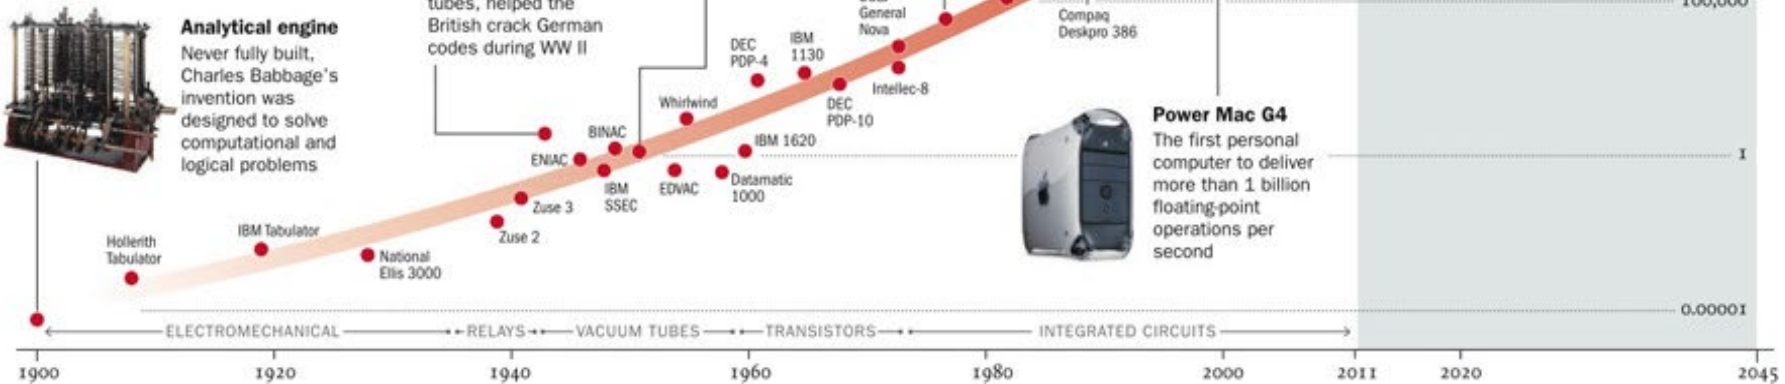 Analytical engine
Never fully built,
Charles Babbage's
invention was
designed to solve
computational and
logical problems
tubes, helped the
British crack German
codes during WW II
General
Nova
Compaq
Deskpro 386
100,000
DEC
PDP-4
IBM
1130
Intellec-8
DEC
PDP-10
Whirlwind
BINAC
ENIAC
IBM 1620
IBM
SSEC
EDVAC
Datamatic
1000
Zuse 3
Zuse 2
Hollerith
Tabulator
IBM Tabulator
National
Ellis 3000
Power Mac G4
The first personal
computer to deliver
more than 1 billion
floating-point
operations per
second
1
0.00001
ELECTROMECHANICAL
RELAYS
VACUUM TUBES
TRANSISTORS
INTEGRATED CIRCUITS
1900 1920 1940 1960 1980 2000 2011 2020 2045